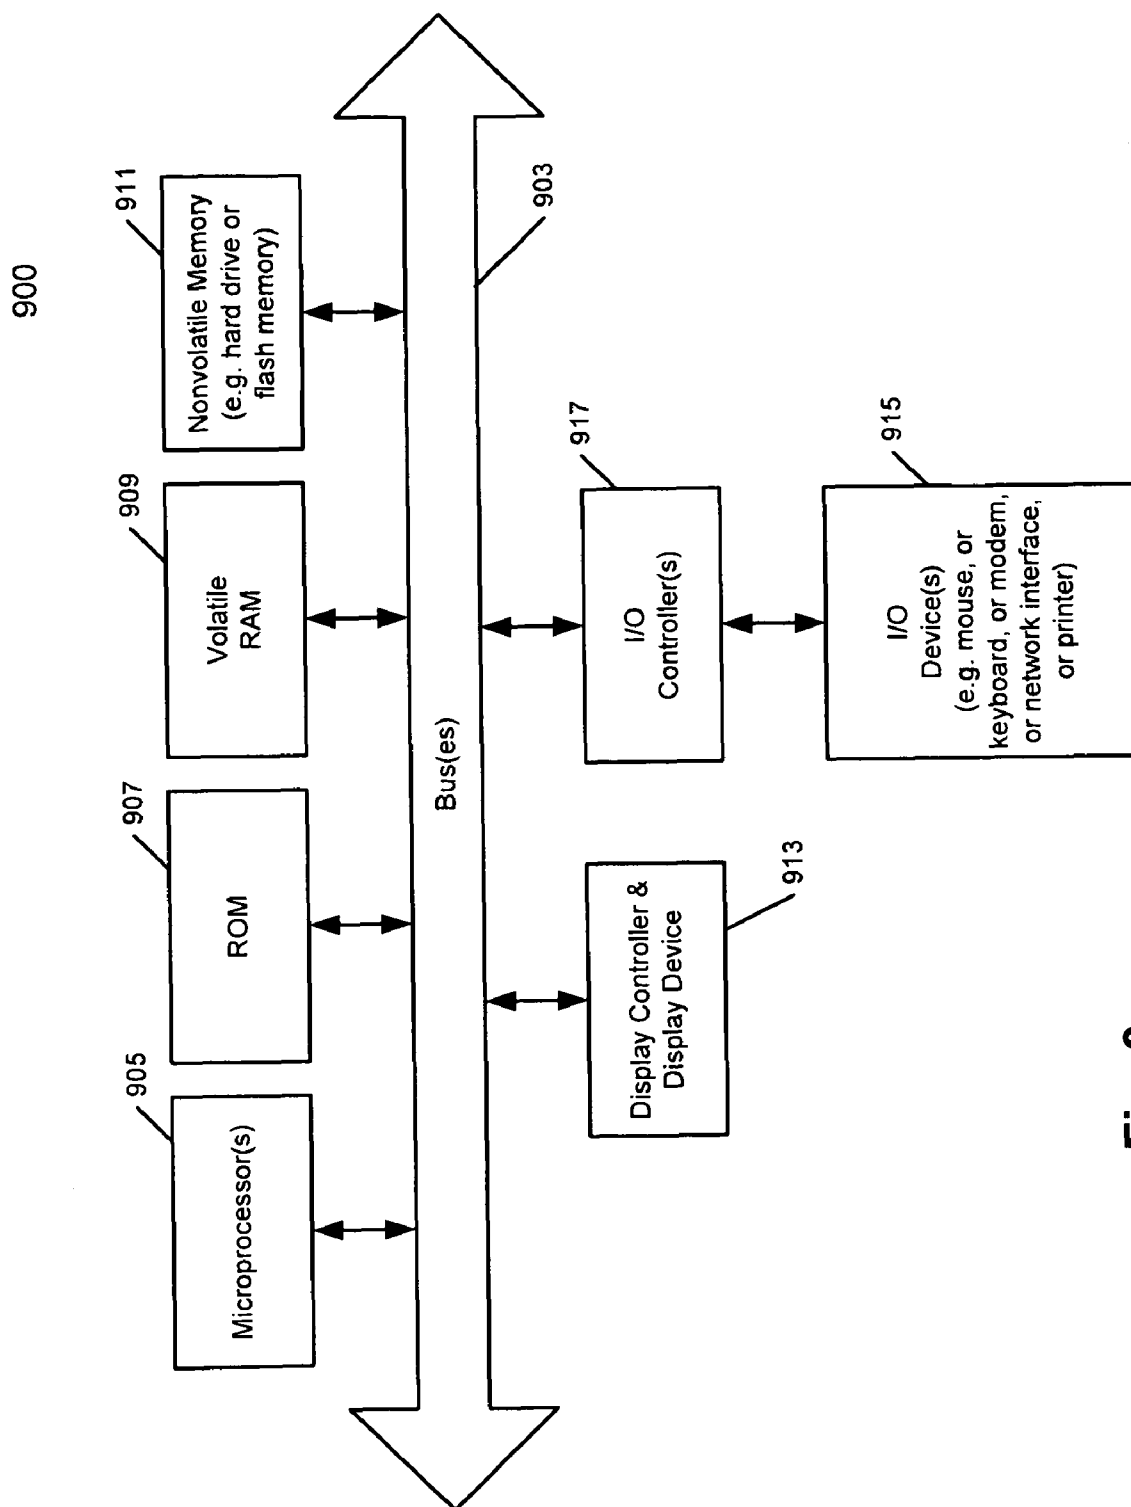 900
905
Microprocessor(s)
907
ROM
909
Volatile
RAM
911
Nonvolatile Memory
(e.g. hard drive or
flash memory)
Bus(es)
903
Display Controller &
Display Device
913
I/O
Controller(s)
917
I/O
Device(s)
(e.g. mouse, or
keyboard, or modem,
or network interface,
or printer)
915